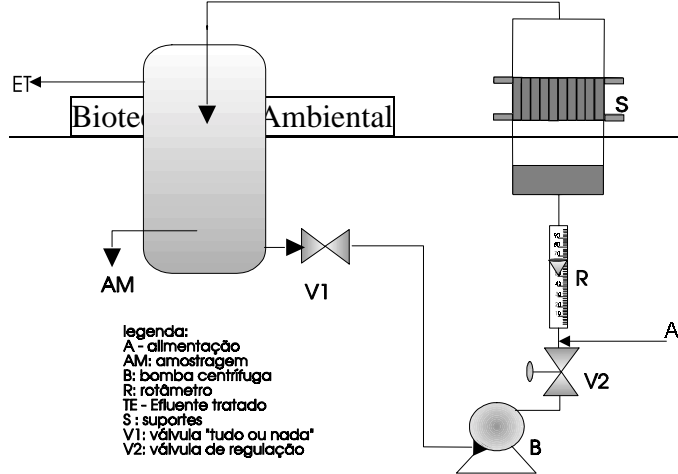 ET
Biotec Ambiental
S
AM
V1
R
A
V2
B
legenda:
A - alimentação
AM: amostragem
B: bomba centrífuga
R: rotâmetro
TE - Efluente tratado
S : suportes
V1: válvula "tudo ou nada"
V2: válvula de regulação